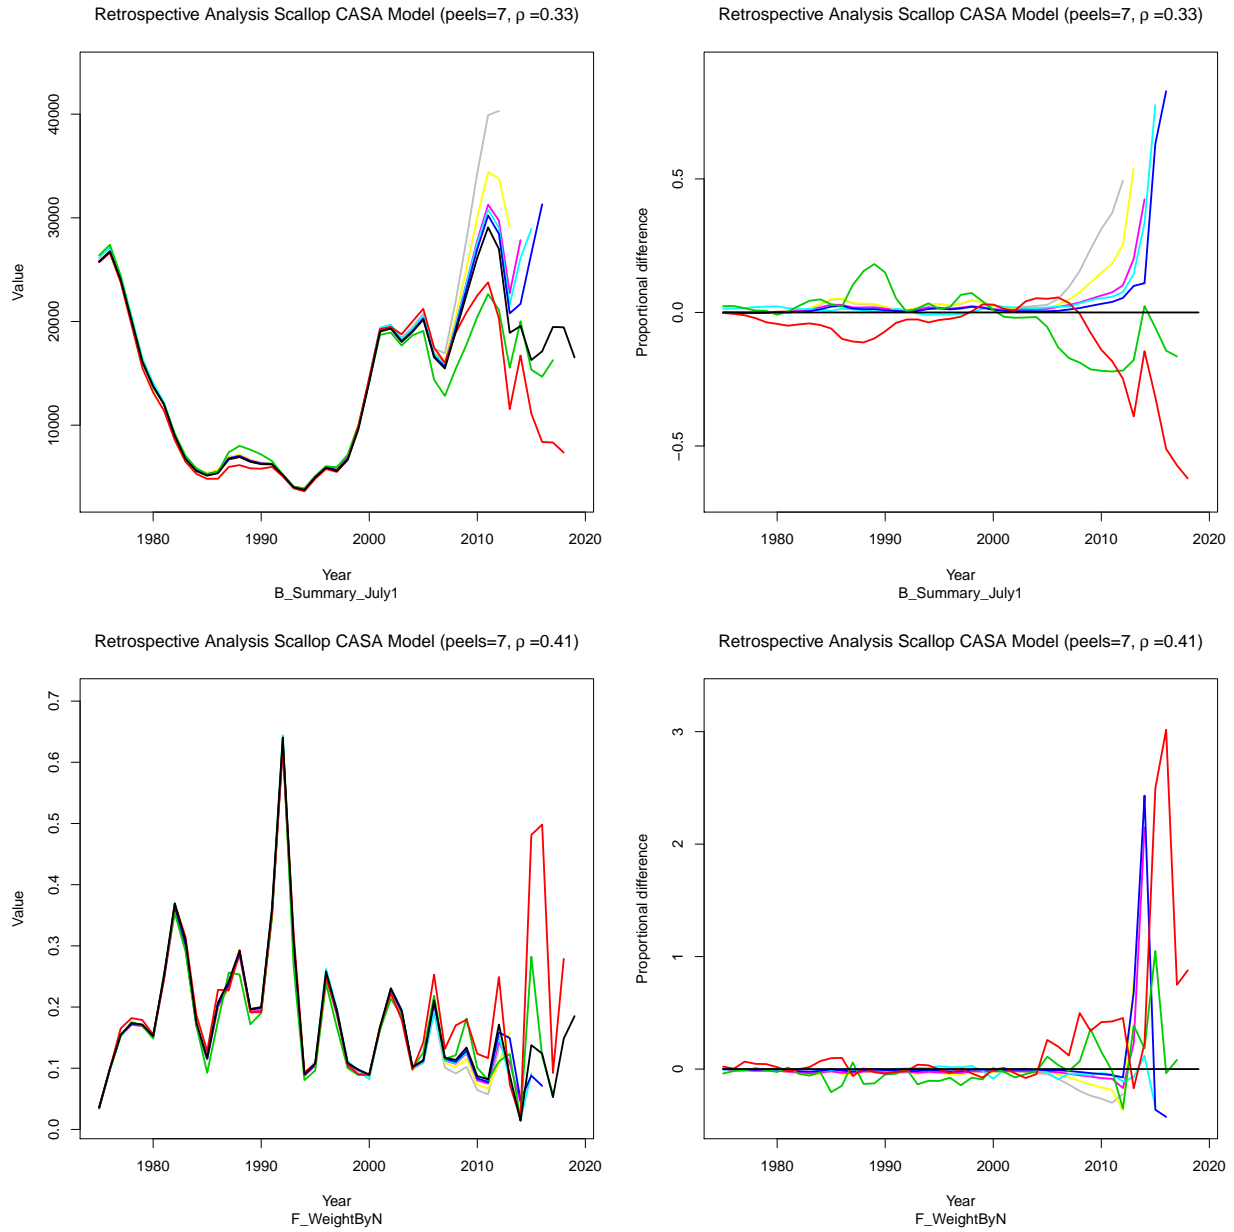 Retrospective Analysis Scallop CASA Model (peels=7, ρ =0.33)
Value
40000
30000
20000
10000
1980 1990 2000 2010 2020
Year
B_Summary_July1
Retrospective Analysis Scallop CASA Model (peels=7, ρ =0.33)
Proportional difference
0.5
0.0
−0.5
1980 1990 2000 2010 2020
Year
B_Summary_July1
Retrospective Analysis Scallop CASA Model (peels=7, ρ =0.41)
Value
0.7
0.6
0.5
0.4
0.3
0.2
0.1
0.0
1980 1990 2000 2010 2020
Year
F_WeightByN
Retrospective Analysis Scallop CASA Model (peels=7, ρ =0.41)
Proportional difference
3
2
1
0
1980 1990 2000 2010 2020
Year
F_WeightByN